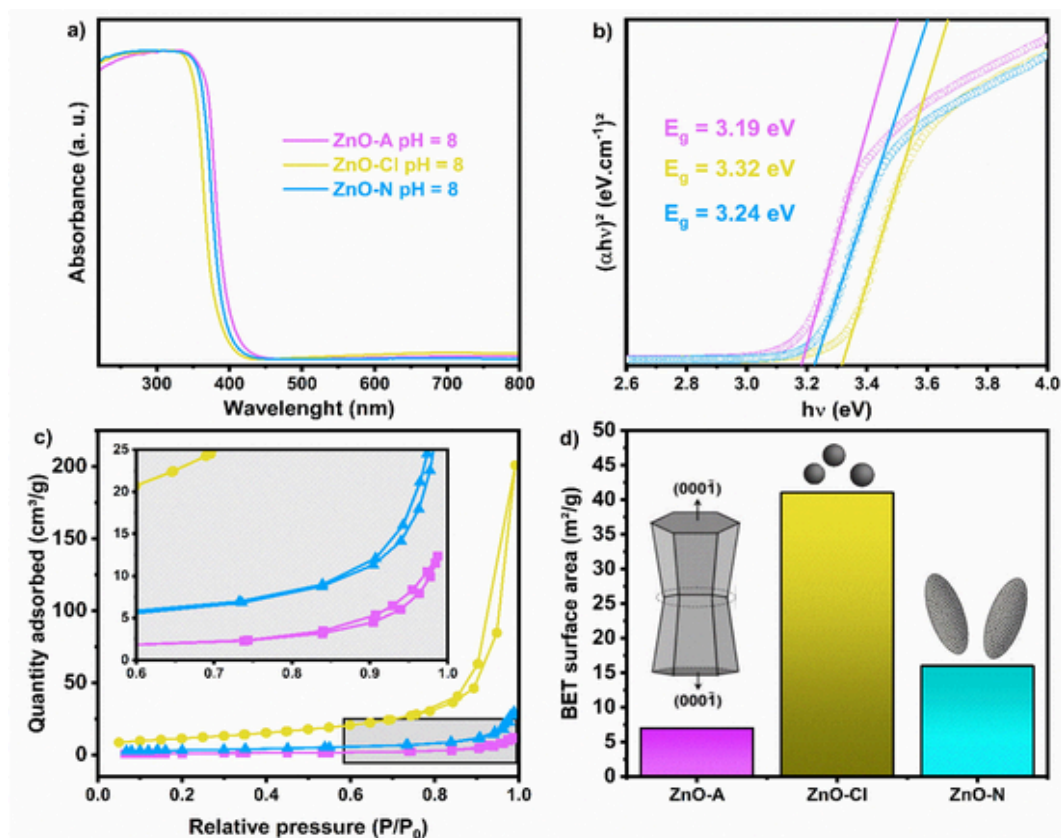 a)
Absorbance (a. u.)
ZnO-A pH = 8
ZnO-Cl pH = 8
ZnO-N pH = 8
300 400 500 600 700 800
Wavelenght (nm)
b)
(αhν)² (eV.cm⁻¹)²
E_g = 3.19 eV
E_g = 3.32 eV
E_g = 3.24 eV
2.6 2.8 3.0 3.2 3.4 3.6 3.8 4.0
hν (eV)
c)
Quantity adsorbed (cm³/g)
200
150
100
50
0
25
20
15
10
5
0
0.6 0.7 0.8 0.9 1.0
0.0 0.2 0.4 0.6 0.8 1.0
Relative pressure (P/P₀)
d)
BET surface area (m²/g)
50
45
40
35
30
25
20
15
10
5
0
(0001̄)
(0001̄)
ZnO-A ZnO-Cl ZnO-N